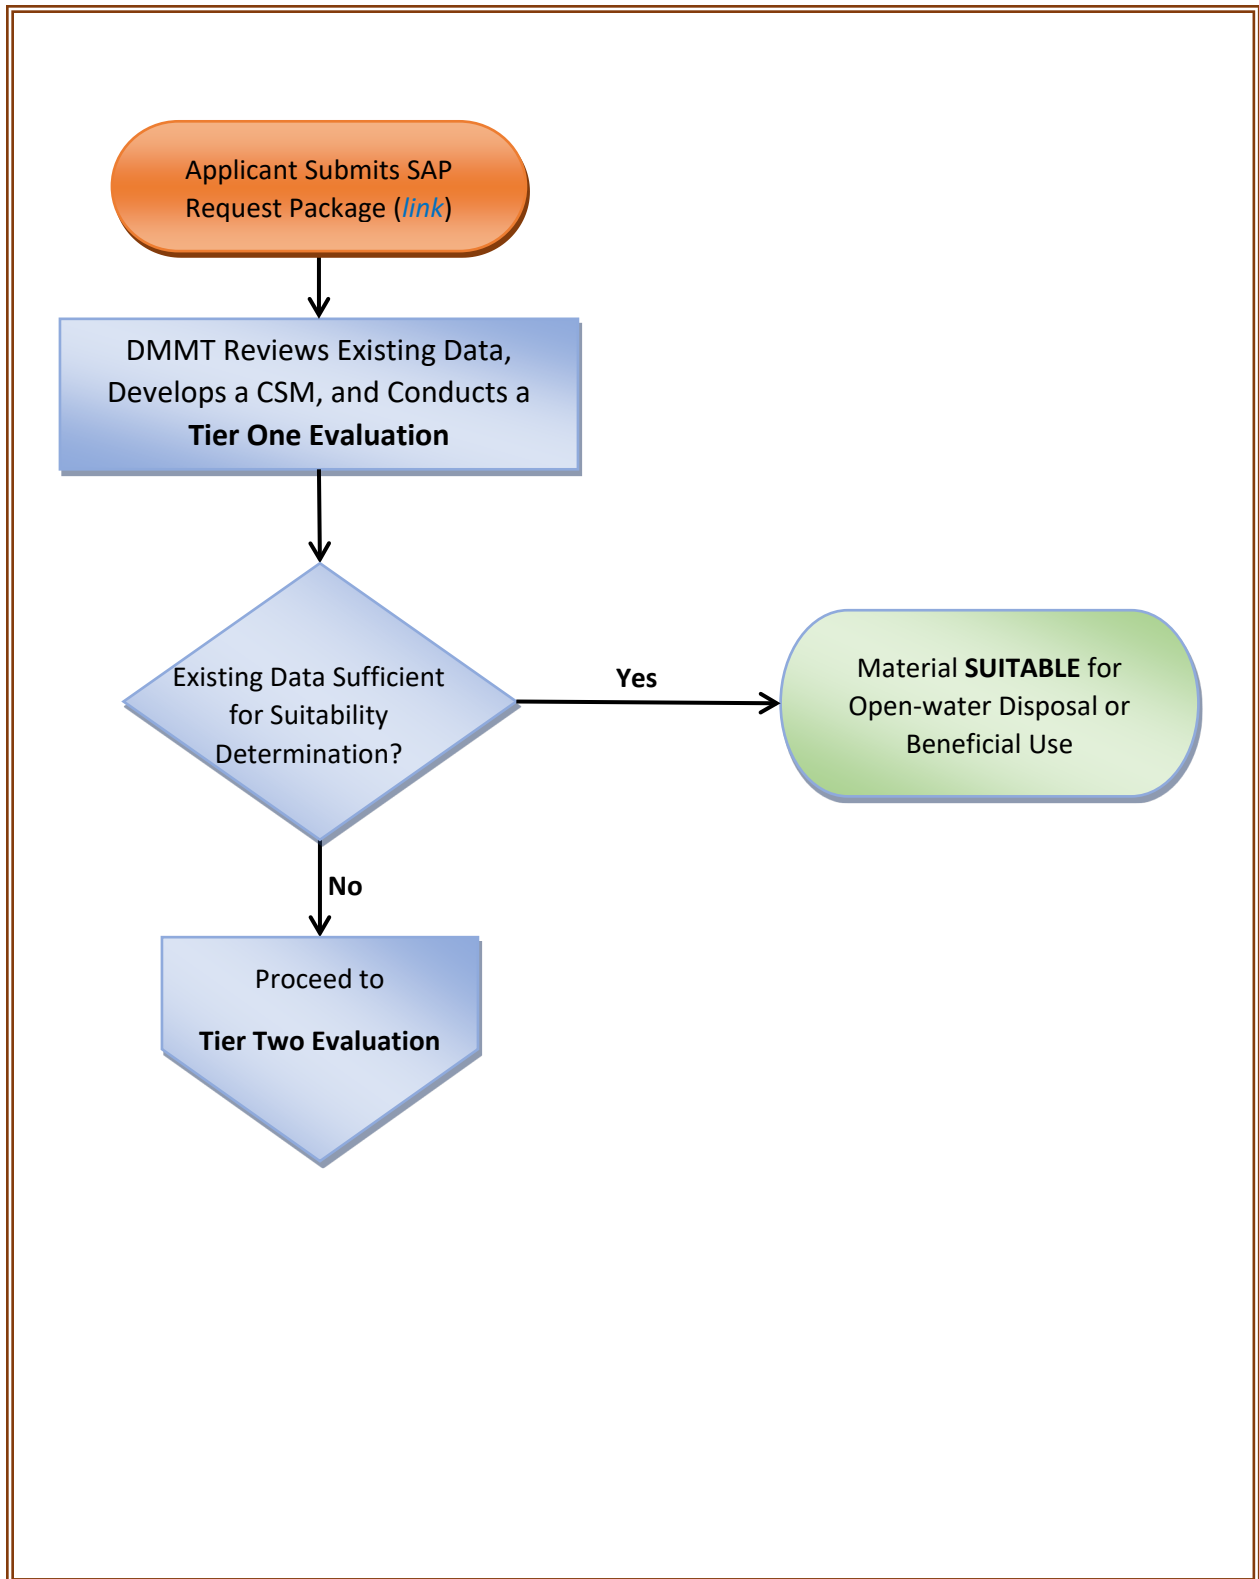 Applicant Submits SAP
Request Package (link)
DMMT Reviews Existing Data,
Develops a CSM, and Conducts a
Tier One Evaluation
Existing Data Sufficient
for Suitability
Determination?
Yes
Material SUITABLE for
Open-water Disposal or
Beneficial Use
No
Proceed to
Tier Two Evaluation